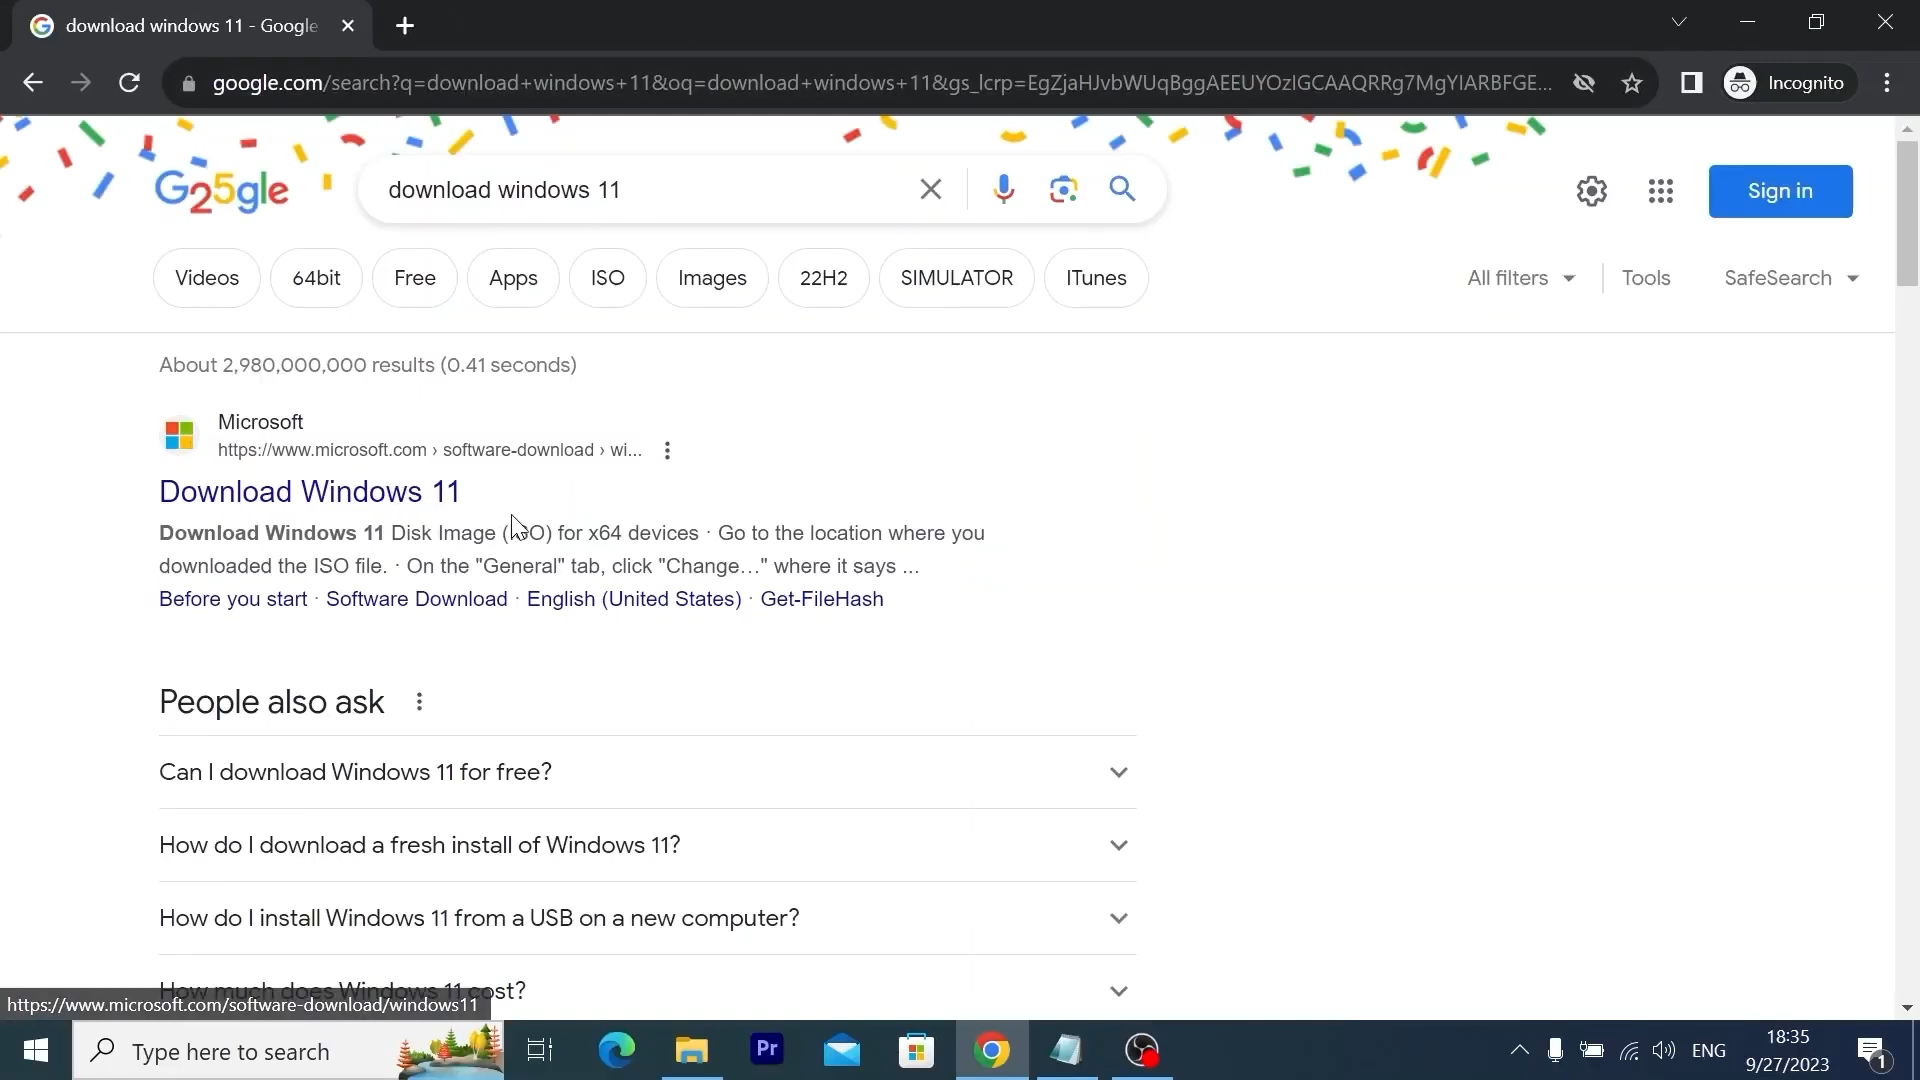 download windows 11 - Google
google.com/search?q=download+windows+11&oq=download+windows+11&gs_lcrp=EgZjaHJvbWUqBggAEEUYOzIGCAAQRRg7MgYIARBFGE...
Incognito
G25gle
download windows 11
Sign in
Videos
64bit
Free
Apps
ISO
Images
22H2
SIMULATOR
ITunes
All filters
Tools
SafeSearch
About 2,980,000,000 results (0.41 seconds)
Microsoft
https://www.microsoft.com › software-download › wi...
Download Windows 11
Download Windows 11 Disk Image (ISO) for x64 devices · Go to the location where you
downloaded the ISO file. · On the "General" tab, click "Change…" where it says ...
Before you start · Software Download · English (United States) · Get-FileHash
People also ask
Can I download Windows 11 for free?
How do I download a fresh install of Windows 11?
How do I install Windows 11 from a USB on a new computer?
How much does Windows 11 cost?
https://www.microsoft.com/software-download/windows11
Type here to search
Pr
ENG
18:35
9/27/2023
1